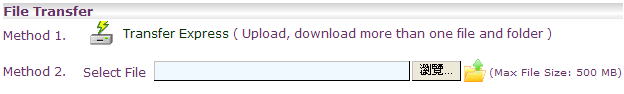 File Transfer
Method 1. Transfer Express ( Upload, download more than one file and folder )
Method 2. Select File 瀏覽... (Max File Size: 500 MB)